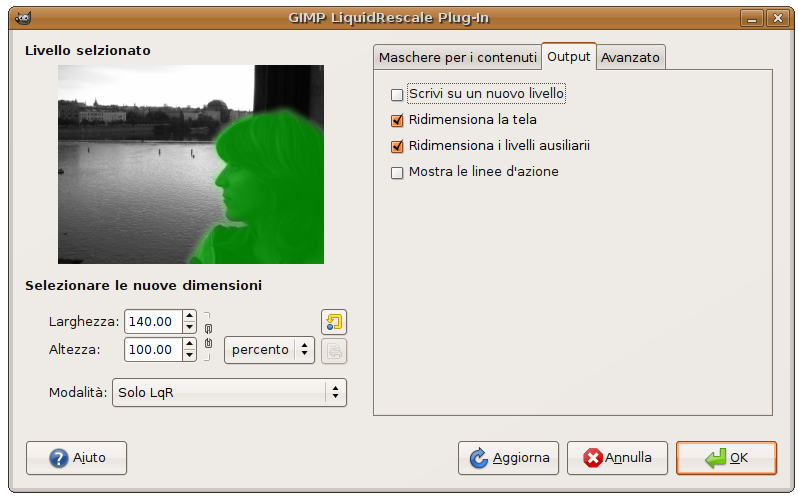 GIMP LiquidRescale Plug-In
Livello selzionato
Maschere per i contenuti Output Avanzato
Scrivi su un nuovo livello
Ridimensiona la tela
Ridimensiona i livelli ausiliarii
Mostra le linee d'azione
Selezionare le nuove dimensioni
Larghezza: 140.00
Altezza: 100.00 percento
Modalità: Solo LqR
Aiuto Aggiorna Annulla OK